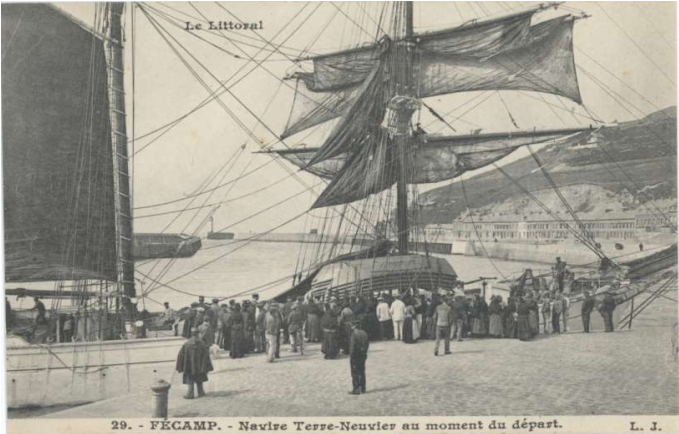 Le Littoral
29. - FÉCAMP. - Navire Terre-Neuvier au moment du départ. L. J.